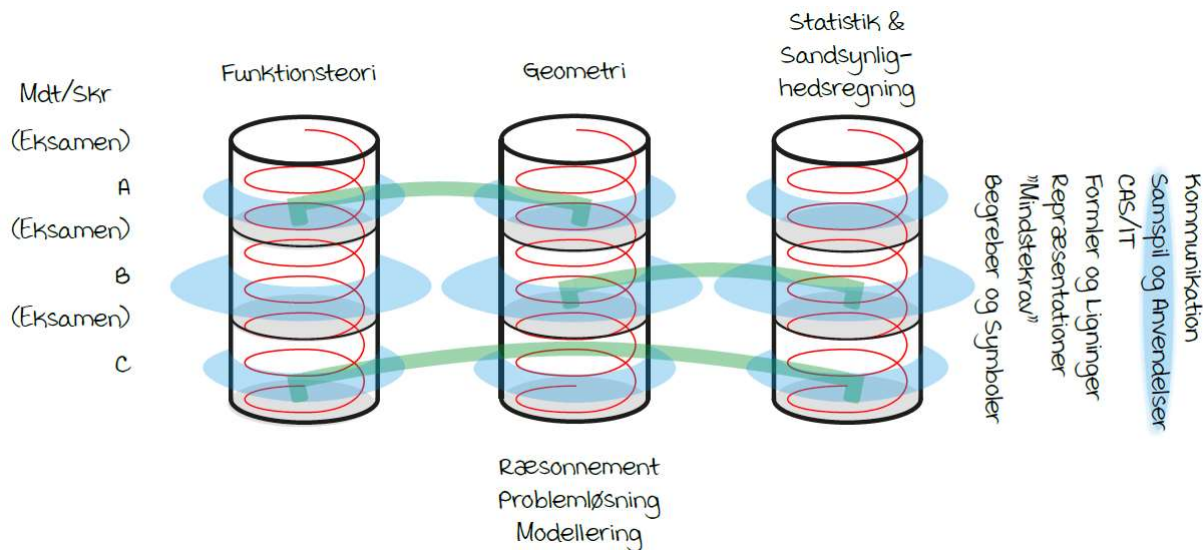 Mdt/Skr
(Eksamen)
A
(Eksamen)
B
(Eksamen)
C
Funktionsteori
Geometri
Statistik &
Sandsynlig-
hedsregning
Kommunikation
Samspil og Anvendelser
CAS/IT
Formler og Ligninger
Repræsentationer
"Mindstekrav"
Begreber og Symboler
Ræsonnement
Problemløsning
Modellering